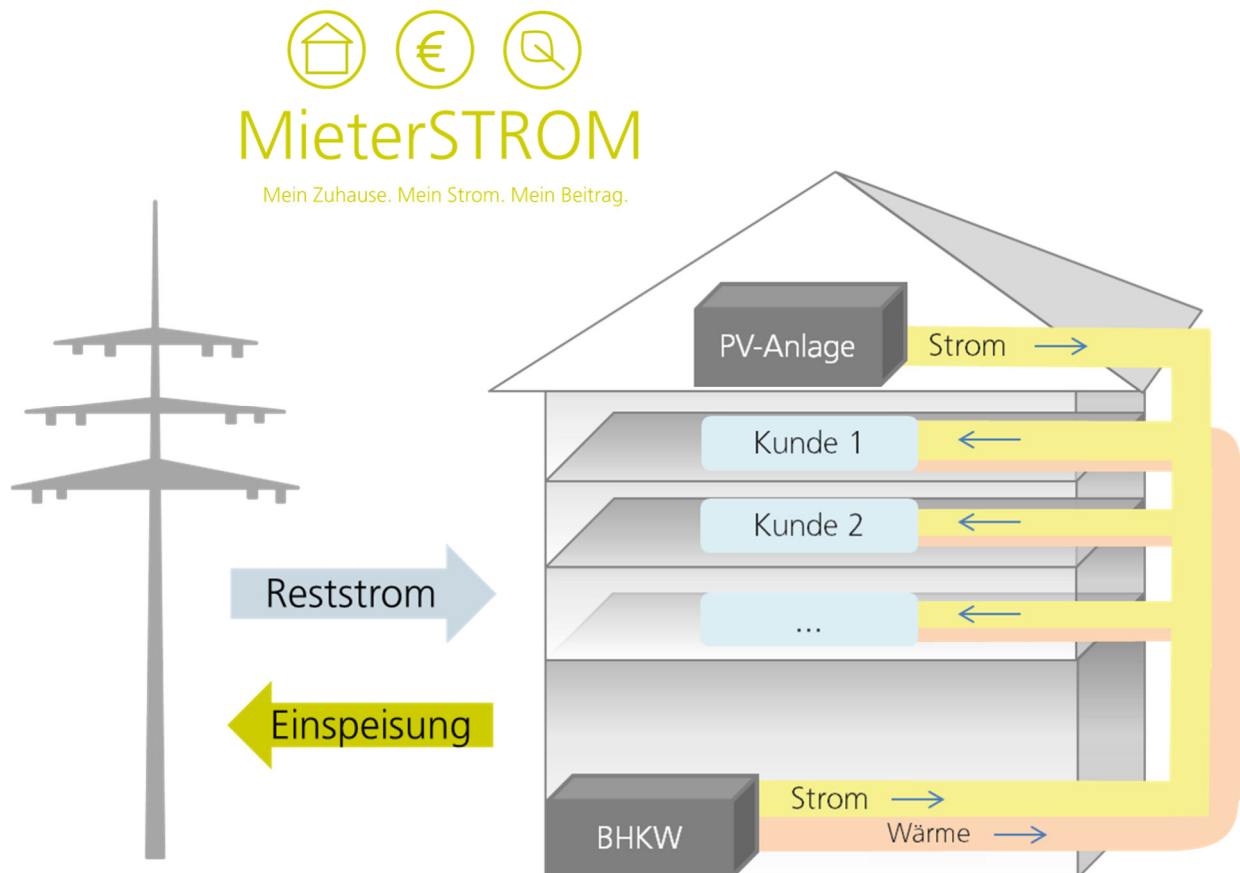 €
MieterSTROM
Mein Zuhause. Mein Strom. Mein Beitrag.
PV-Anlage
Strom
Kunde 1
Kunde 2
Reststrom
...
Einspeisung
Strom
BHKW
Wärme